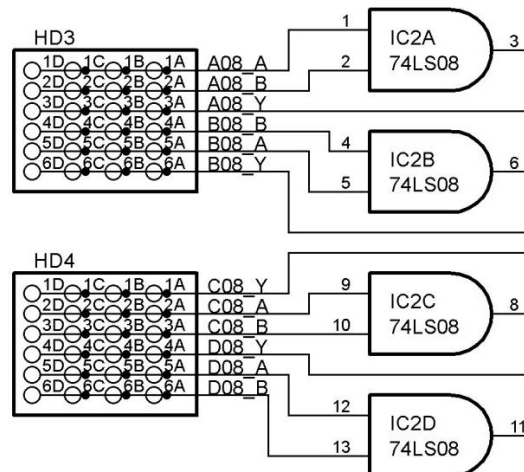 HD3
1D 1C 1B 1A A08_A
2D 2C 2B 2A A08_B
3D 3C 3B 3A A08_Y
4D 4C 4B 4A B08_B
5D 5C 5B 5A B08_A
6D 6C 6B 6A B08_Y
1
2
IC2A
74LS08
3
4
5
IC2B
74LS08
6
HD4
1D 1C 1B 1A C08_Y
2D 2C 2B 2A C08_A
3D 3C 3B 3A C08_B
4D 4C 4B 4A D08_Y
5D 5C 5B 5A D08_A
6D 6C 6B 6A D08_B
9
10
IC2C
74LS08
8
12
13
IC2D
74LS08
11